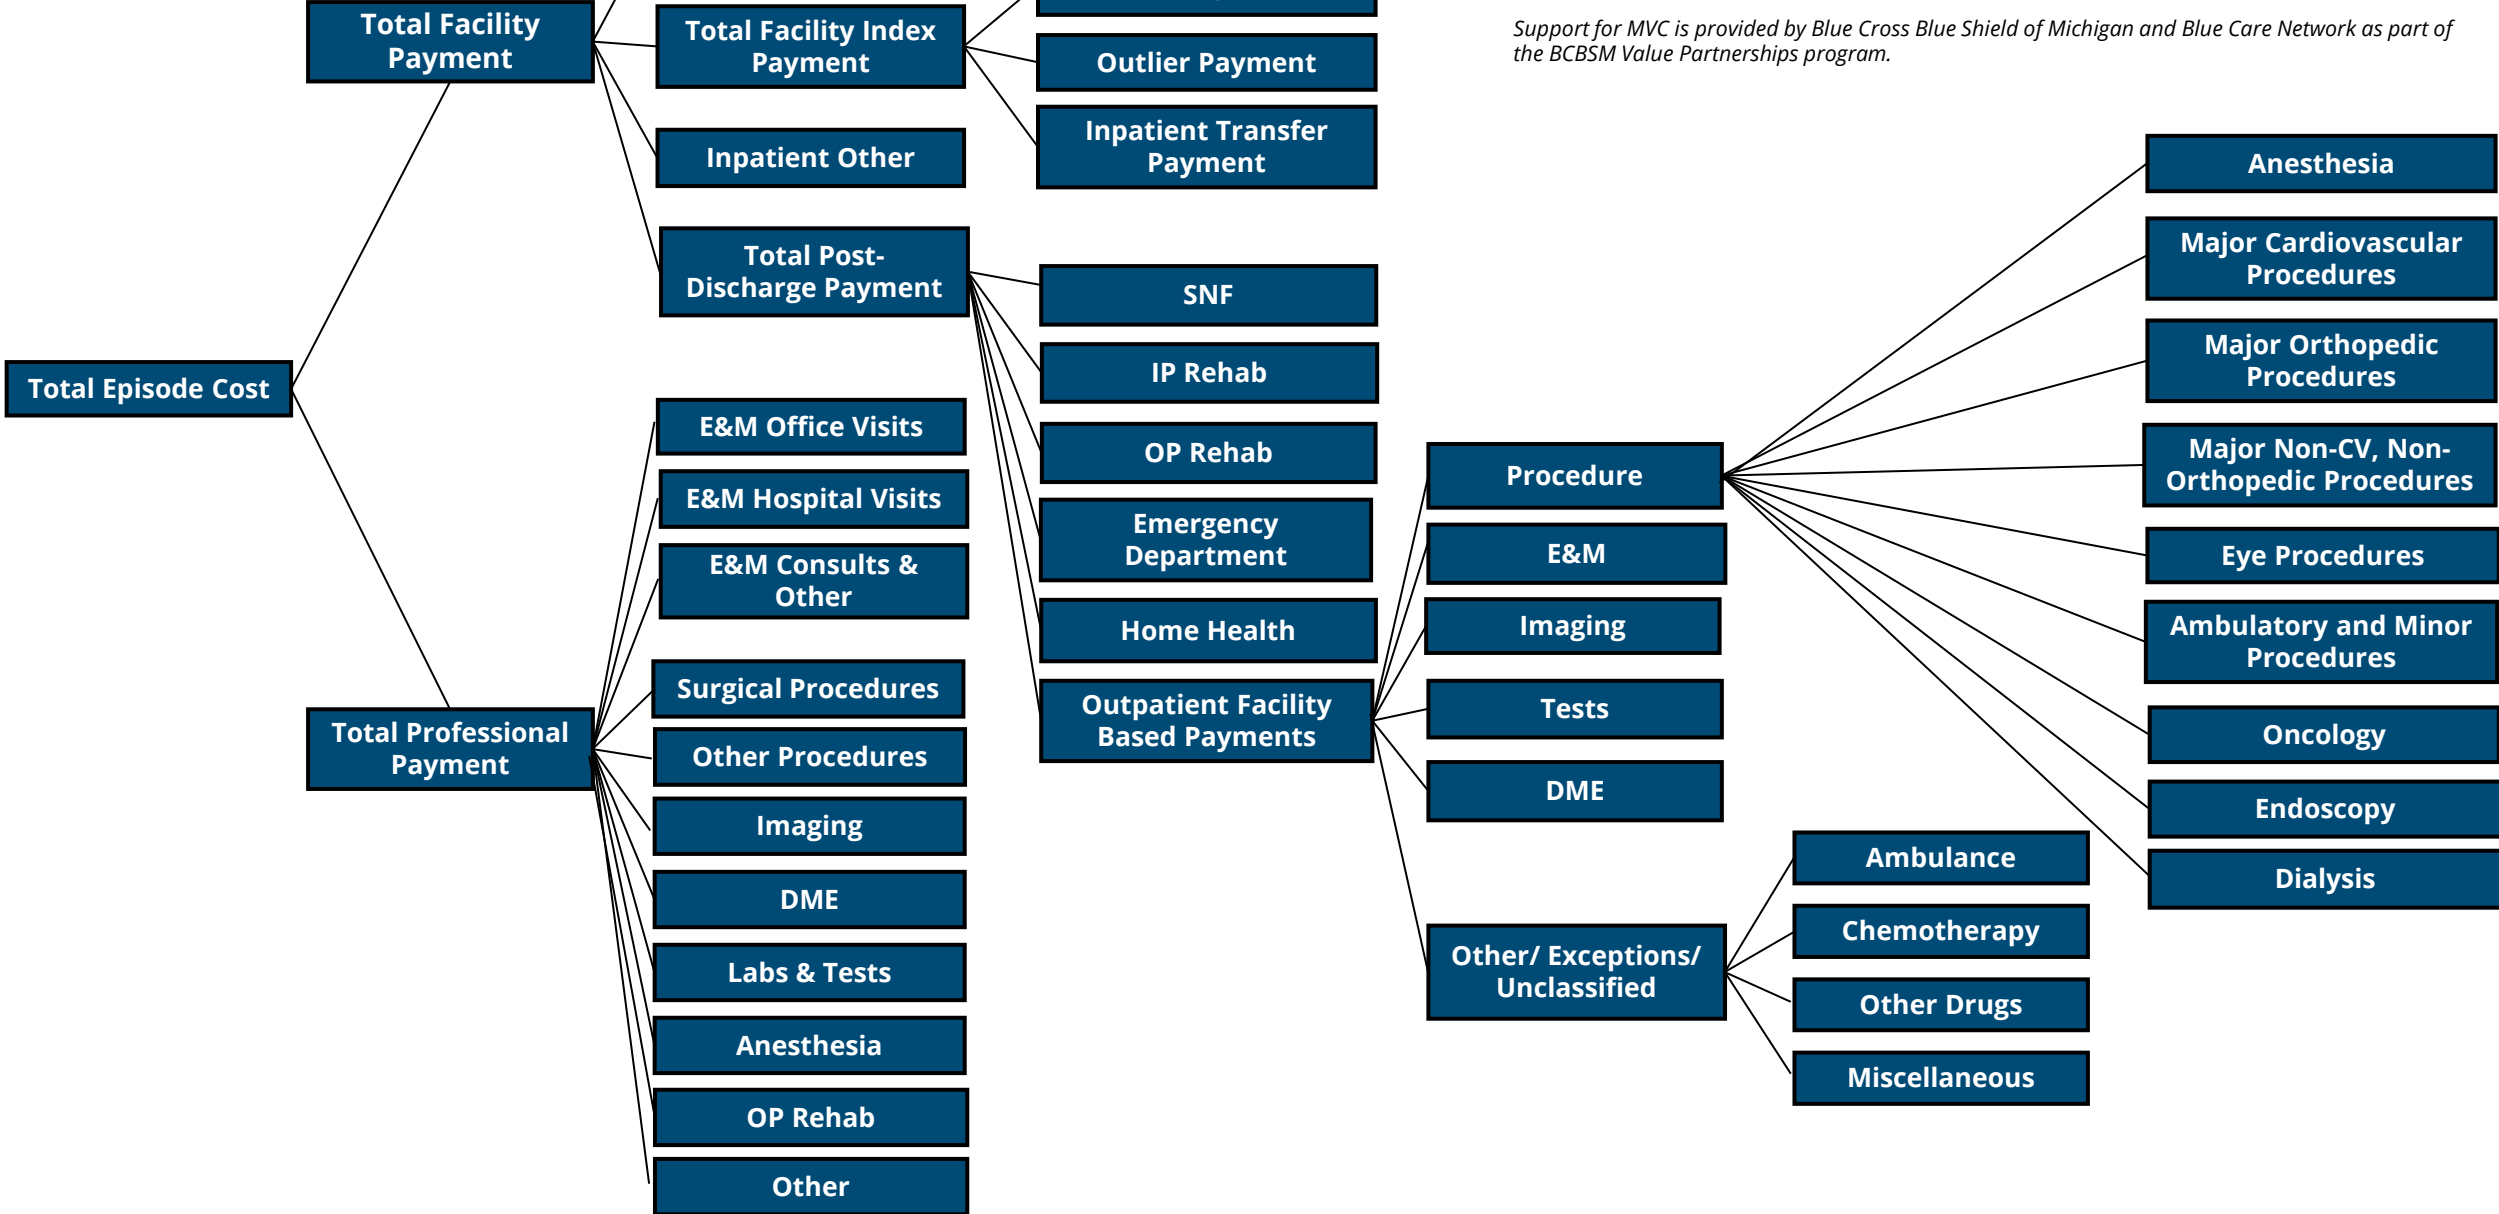 Support for MVC is provided by Blue Cross Blue Shield of Michigan and Blue Care Network as part of
the BCBSM Value Partnerships program.
Total Episode Cost
Total Facility
Payment
Total Professional
Payment
Total Facility Index
Payment
Inpatient Other
Total Post-
Discharge Payment
E&M Office Visits
E&M Hospital Visits
E&M Consults &
Other
Surgical Procedures
Other Procedures
Imaging
DME
Labs & Tests
Anesthesia
OP Rehab
Other
Outlier Payment
Inpatient Transfer
Payment
SNF
IP Rehab
OP Rehab
Emergency
Department
Home Health
Outpatient Facility
Based Payments
Procedure
E&M
Imaging
Tests
DME
Other/ Exceptions/
Unclassified
Ambulance
Chemotherapy
Other Drugs
Miscellaneous
Anesthesia
Major Cardiovascular
Procedures
Major Orthopedic
Procedures
Major Non-CV, Non-
Orthopedic Procedures
Eye Procedures
Ambulatory and Minor
Procedures
Oncology
Endoscopy
Dialysis